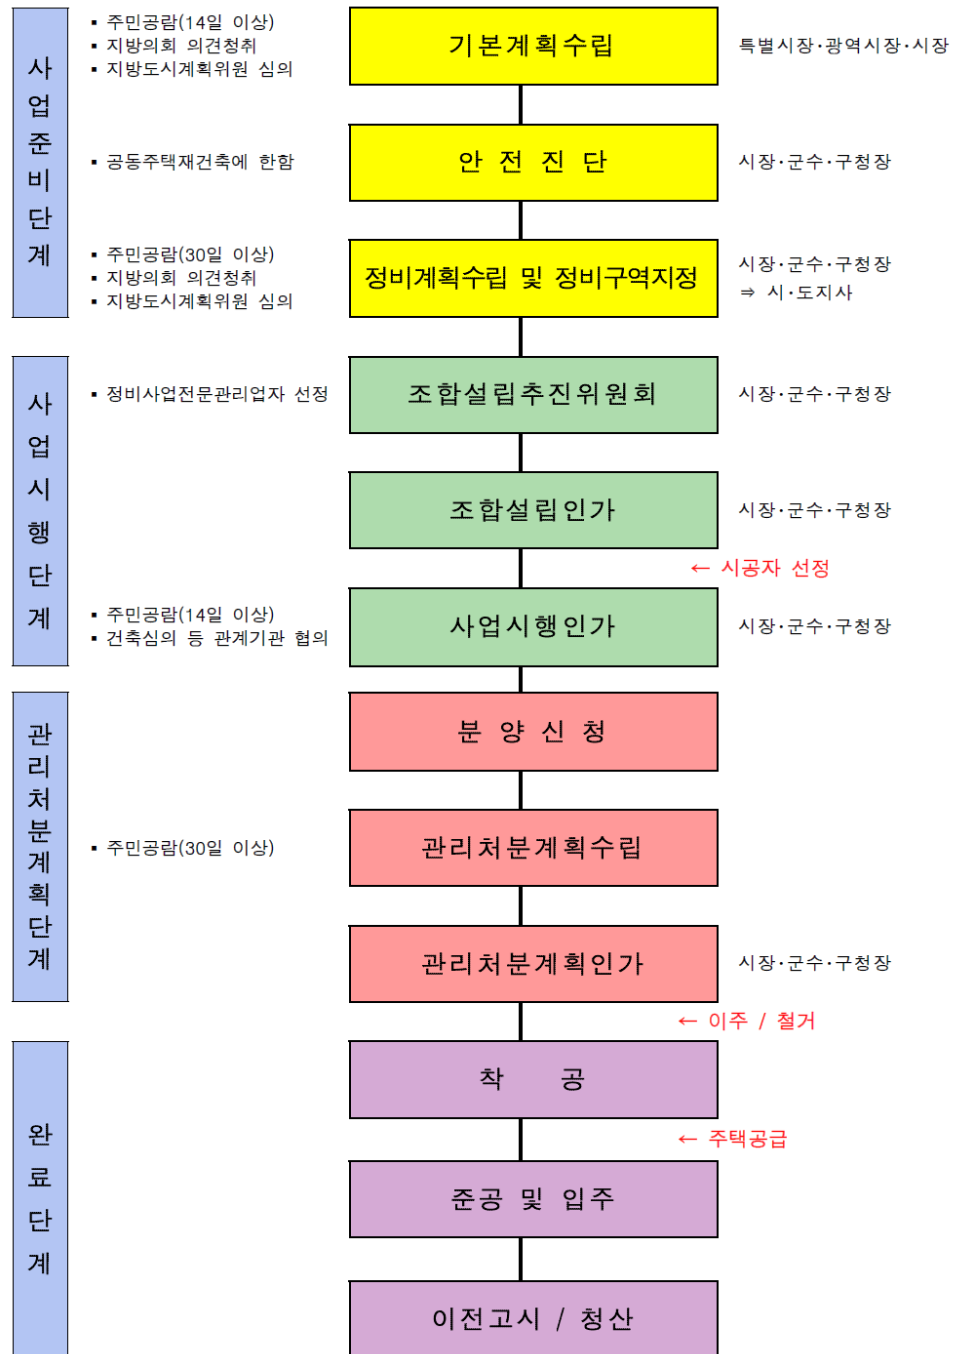 사업준비단계
▪ 주민공람(14일 이상)
▪ 지방의회 의견청취
▪ 지방도시계획위원 심의
기본계획수립
특별시장·광역시장·시장
▪ 공동주택재건축에 한함
안 전 진 단
시장·군수·구청장
▪ 주민공람(30일 이상)
▪ 지방의회 의견청취
▪ 지방도시계획위원 심의
정비계획수립 및 정비구역지정
시장·군수·구청장
⇒ 시·도지사
사업시행단계
▪ 정비사업전문관리업자 선정
조합설립추진위원회
시장·군수·구청장
조합설립인가
시장·군수·구청장
← 시공자 선정
▪ 주민공람(14일 이상)
▪ 건축심의 등 관계기관 협의
사업시행인가
시장·군수·구청장
관리처분계획단계
분 양 신 청
▪ 주민공람(30일 이상)
관리처분계획수립
관리처분계획인가
시장·군수·구청장
← 이주 / 철거
완료단계
착 공
← 주택공급
준공 및 입주
이전고시 / 청산